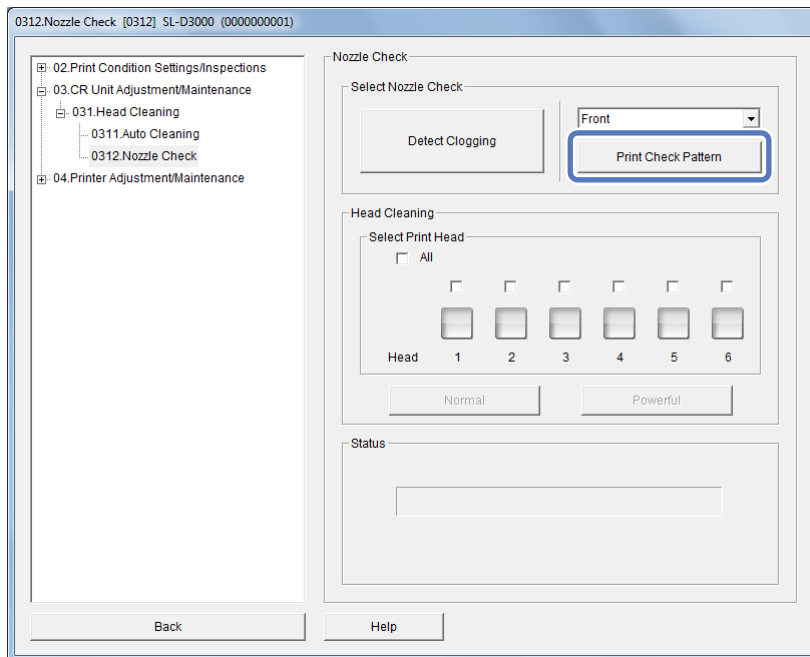 0312.Nozzle Check [0312] SL-D3000 (0000000001)
02.Print Condition Settings/Inspections
03.CR Unit Adjustment/Maintenance
031.Head Cleaning
0311.Auto Cleaning
0312.Nozzle Check
04.Printer Adjustment/Maintenance
Nozzle Check
Select Nozzle Check
Detect Clogging
Front
Print Check Pattern
Head Cleaning
Select Print Head
All
Head 1 2 3 4 5 6
Normal Powerful
Status
Back Help